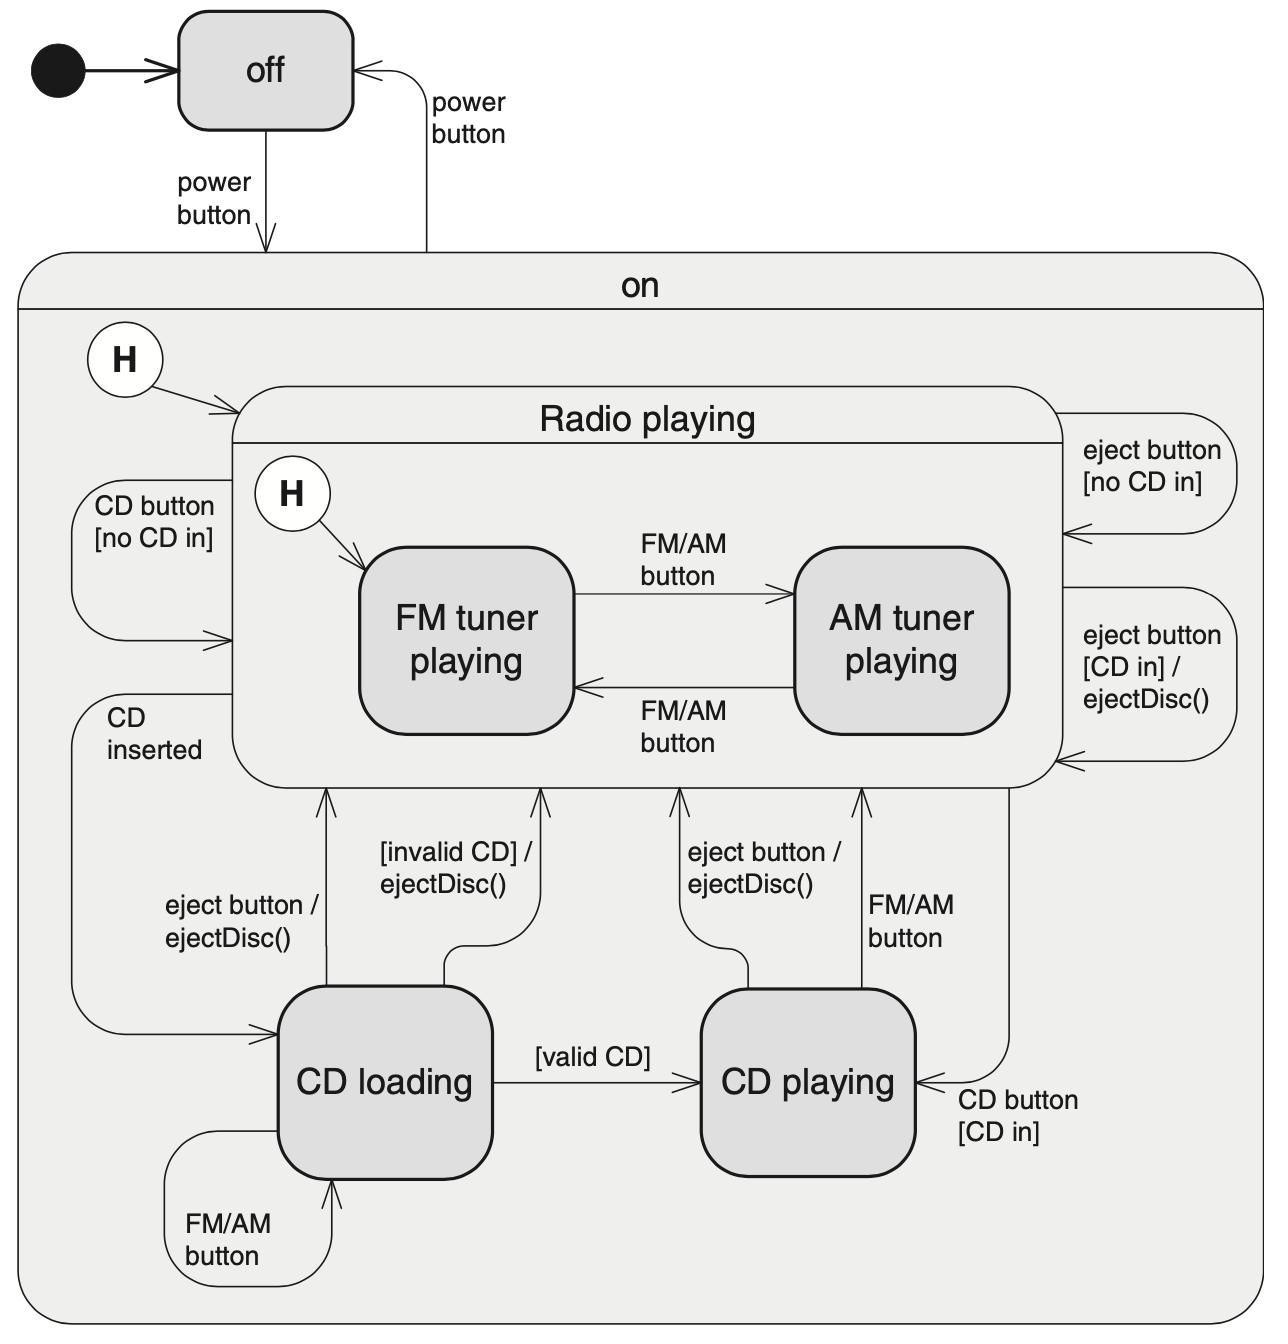 off
power
button
power
button
on
H
Radio playing
eject button
[no CD in]
CD button
[no CD in]
H
FM/AM
button
FM tuner
playing
AM tuner
playing
eject button
[CD in] /
ejectDisc()
FM/AM
button
CD
inserted
[invalid CD] /
ejectDisc()
eject button /
ejectDisc()
eject button /
ejectDisc()
FM/AM
button
[valid CD]
CD loading
CD playing
CD button
[CD in]
FM/AM
button